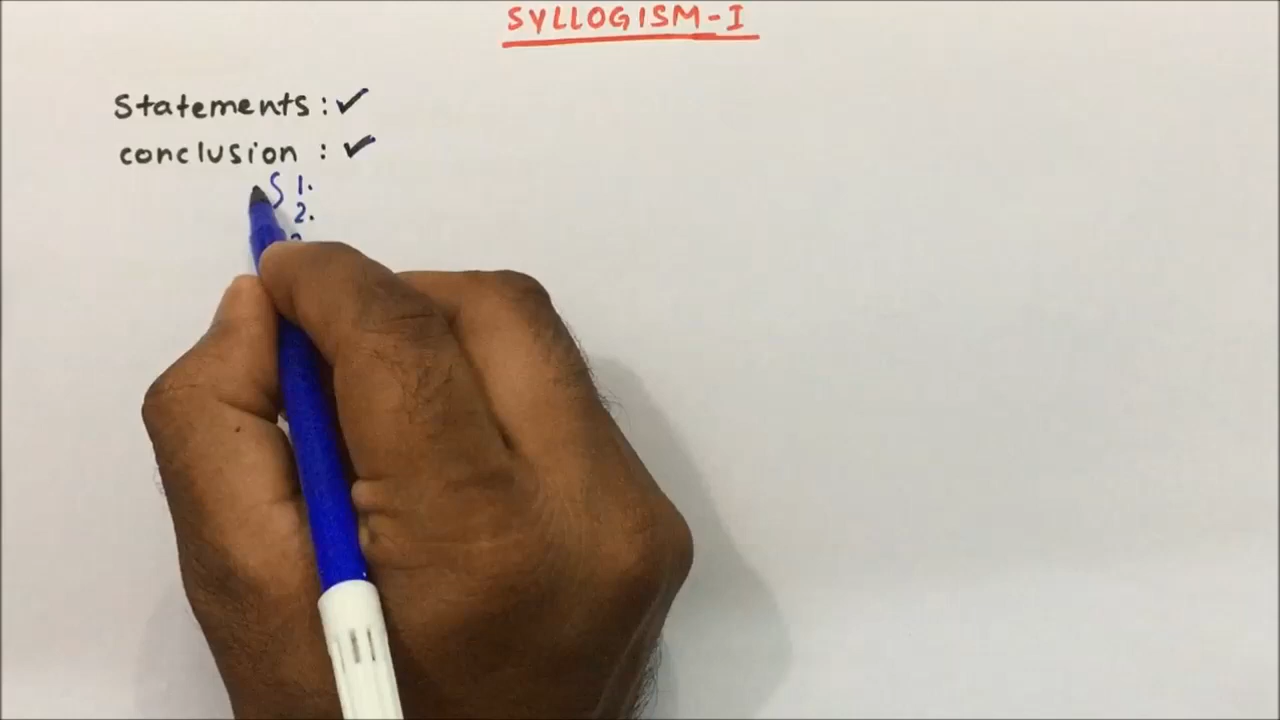 SYLLOGISM-I
Statements : ✓
conclusion : ✓
1.
2.